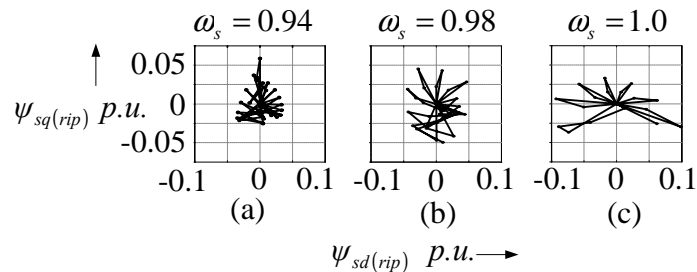 ω_s = 0.94 ω_s = 0.98 ω_s = 1.0
0.05
ψ_sq(rip) p.u. 0
-0.05
-0.1 0 0.1 -0.1 0 0.1 -0.1 0 0.1
(a) (b) (c)
ψ_sd(rip) p.u.